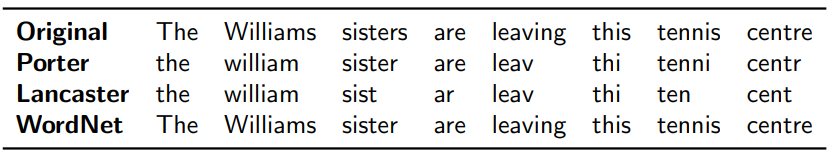 Original The Williams sisters are leaving this tennis centre
Porter the william sister are leav thi tenni centr
Lancaster the william sist ar leav thi ten cent
WordNet The Williams sister are leaving this tennis centre